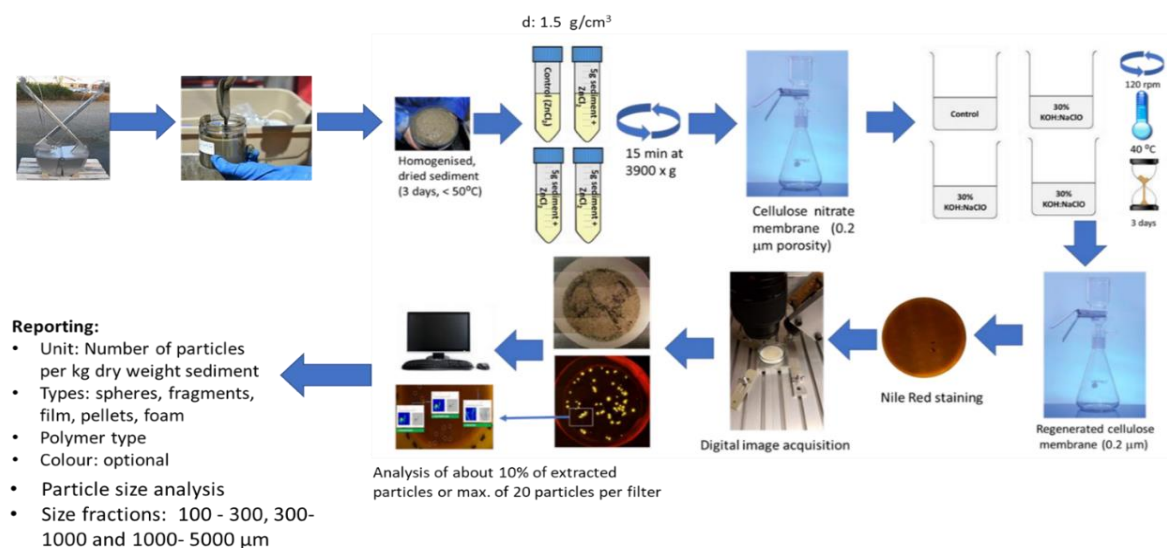 d: 1.5 g/cm³
Homogenised,
dried sediment
(3 days, < 50°C)
Control (ZnCl₂)
5g sediment +
ZnCl₂
5g sediment +
ZnCl₂
5g sediment +
ZnCl₂
15 min at
3900 x g
Cellulose nitrate
membrane (0.2
µm porosity)
Control
30%
KOH:NaClO
30%
KOH:NaClO
30%
KOH:NaClO
120 rpm
40 °C
3 days
Regenerated cellulose
membrane (0.2 µm)
Nile Red staining
Digital image acquisition
Analysis of about 10% of extracted
particles or max. of 20 particles per filter
Reporting:
• Unit: Number of particles
per kg dry weight sediment
• Types: spheres, fragments,
film, pellets, foam
• Polymer type
• Colour: optional
• Particle size analysis
• Size fractions: 100 - 300, 300-
1000 and 1000- 5000 µm